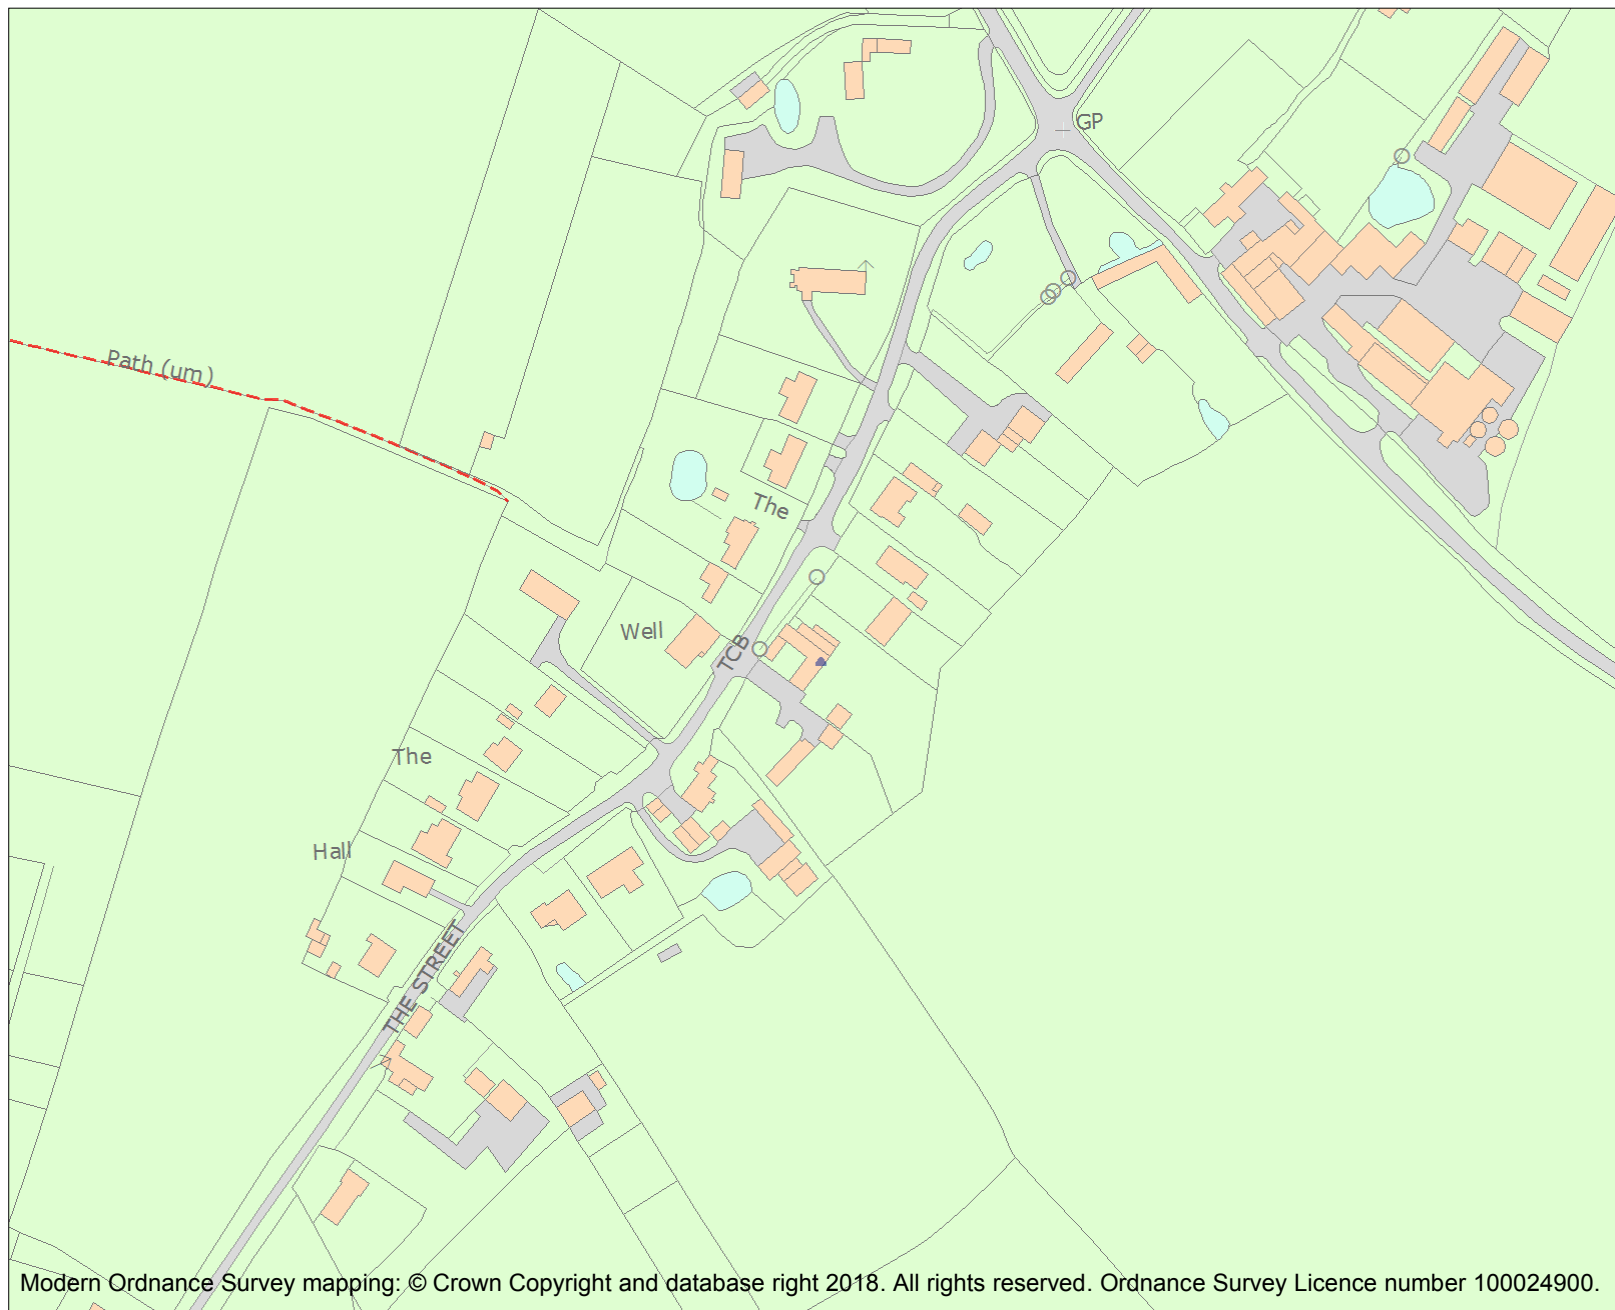 GP
Path (um)
The
Well
TCB
The
Hall
THE STREET
Modern Ordnance Survey mapping: © Crown Copyright and database right 2018. All rights reserved. Ordnance Survey Licence number 100024900.